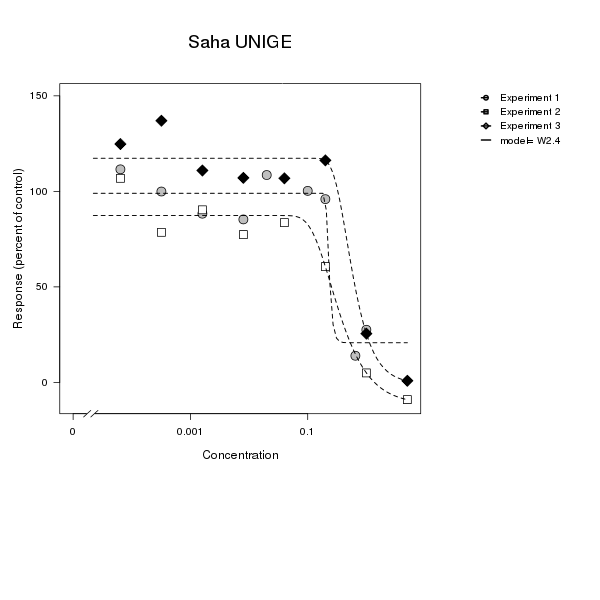 Saha UNIGE
Response (percent of control)
150
100
50
0
0
0.001
0.1
Concentration
Experiment 1
Experiment 2
Experiment 3
model= W2.4